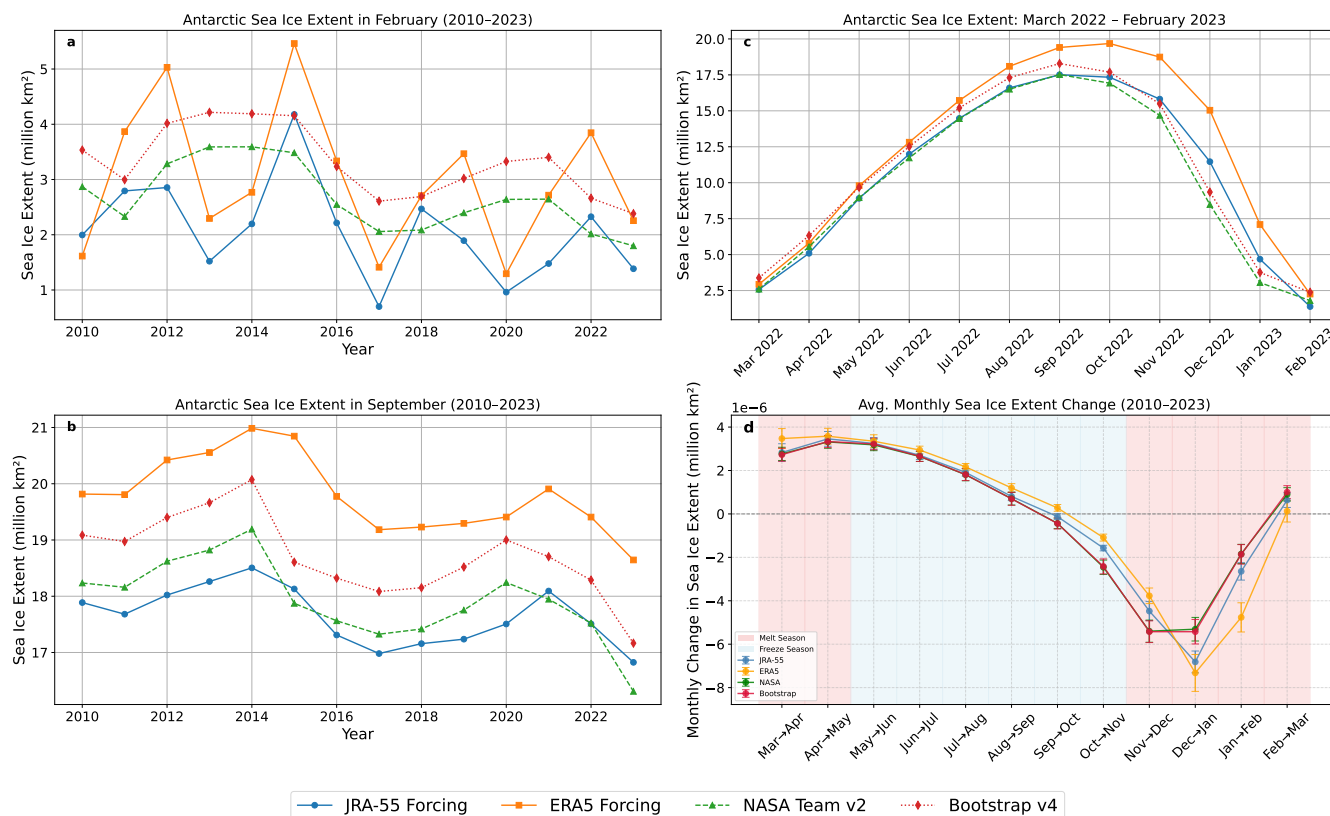 Antarctic Sea Ice Extent in February (2010–2023)
a
Sea Ice Extent (million km²)
5
4
3
2
1
2010 2012 2014 2016 2018 2020 2022
Year
Antarctic Sea Ice Extent: March 2022 – February 2023
c
Sea Ice Extent (million km²)
20.0
17.5
15.0
12.5
10.0
7.5
5.0
2.5
Mar 2022 Apr 2022 May 2022 Jun 2022 Jul 2022 Aug 2022 Sep 2022 Oct 2022 Nov 2022 Dec 2022 Jan 2023 Feb 2023
Antarctic Sea Ice Extent in September (2010–2023)
b
Sea Ice Extent (million km²)
21
20
19
18
17
2010 2012 2014 2016 2018 2020 2022
Year
1e−6
Avg. Monthly Sea Ice Extent Change (2010–2023)
d
Monthly Change in Sea Ice Extent (million km²)
4
2
0
−2
−4
−6
−8
Melt Season
Freeze Season
JRA-55
ERA5
NASA
Bootstrap
Mar→Apr Apr→May May→Jun Jun→Jul Jul→Aug Aug→Sep Sep→Oct Oct→Nov Nov→Dec Dec→Jan Jan→Feb Feb→Mar
JRA-55 Forcing ERA5 Forcing NASA Team v2 Bootstrap v4